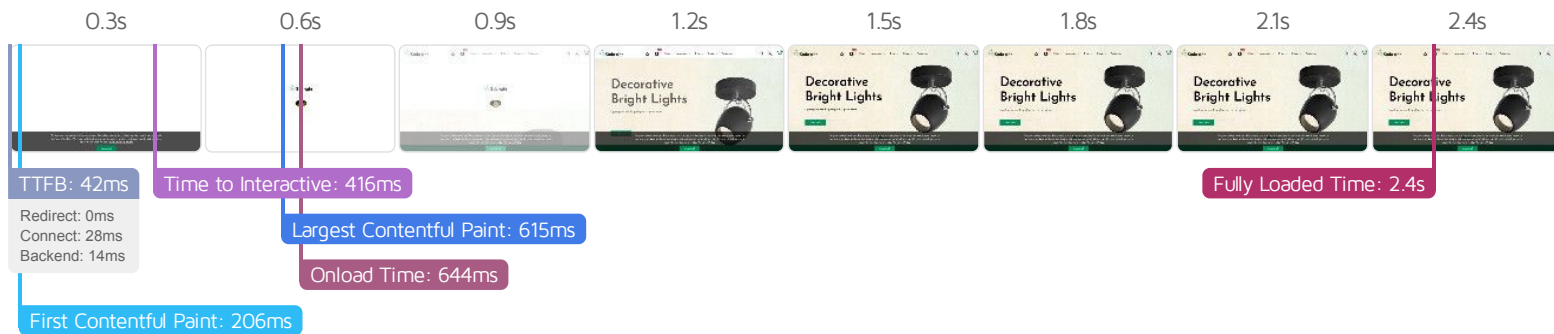 0.3s
0.6s
0.9s
1.2s
1.5s
1.8s
2.1s
2.4s
Decorative
Bright Lights
Decorative
Bright Lights
Decorative
Bright Lights
Decorative
Bright Lights
Decorative
Bright Lights
TTFB: 42ms
Redirect: 0ms
Connect: 28ms
Backend: 14ms
Time to Interactive: 416ms
Fully Loaded Time: 2.4s
Largest Contentful Paint: 615ms
Onload Time: 644ms
First Contentful Paint: 206ms